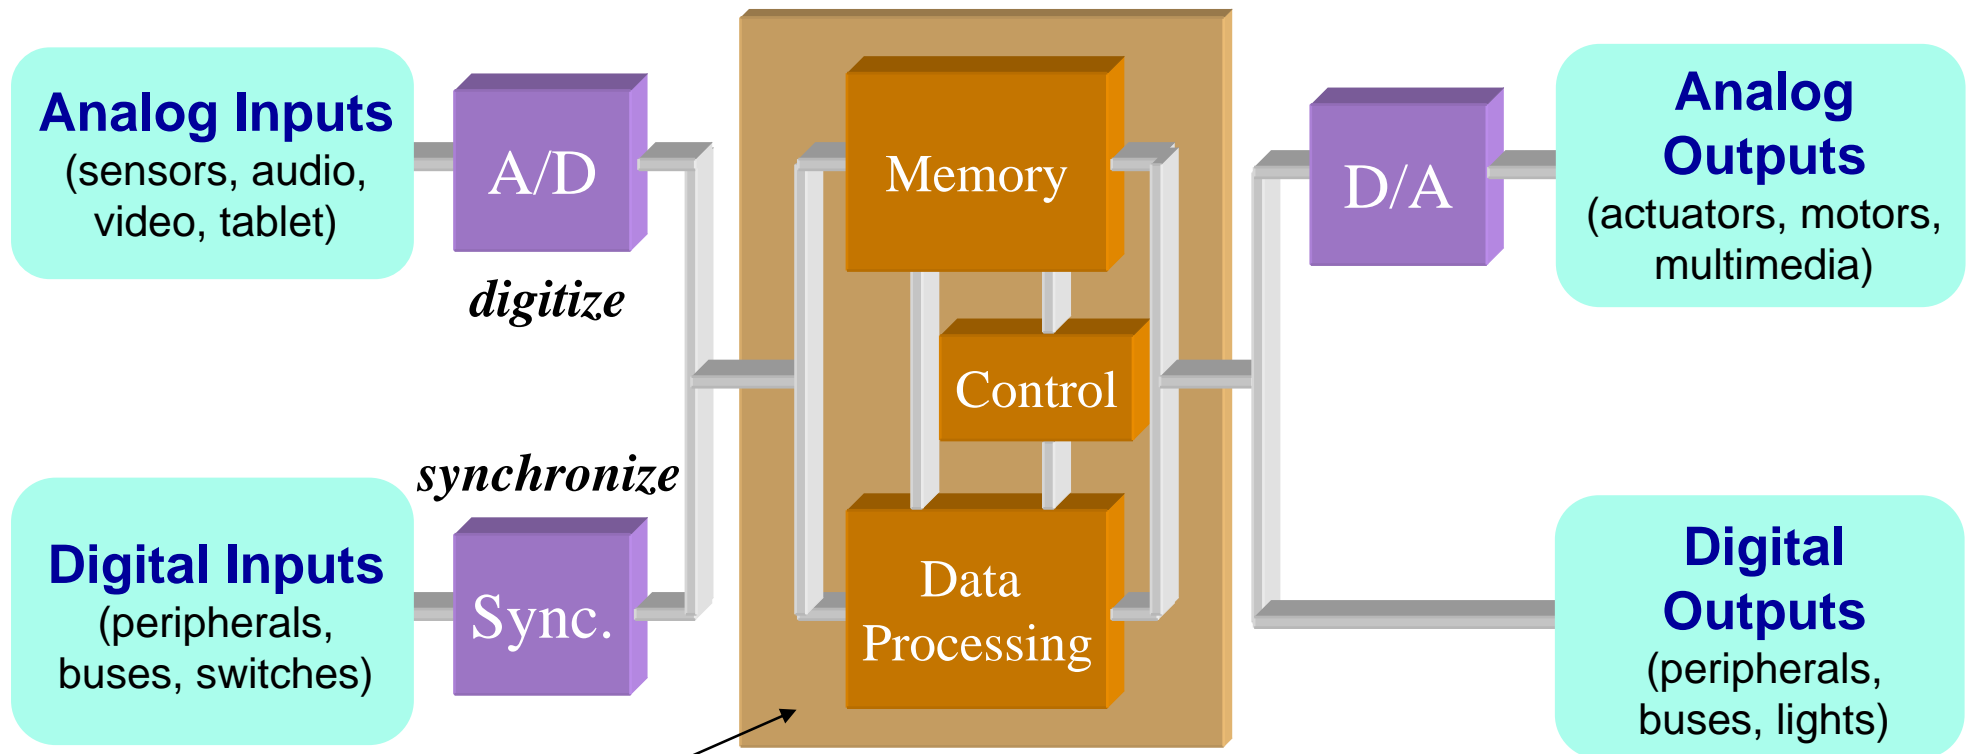 Analog Inputs
(sensors, audio,
video, tablet)
A/D
digitize
synchronize
Digital Inputs
(peripherals,
buses, switches)
Sync.
Memory
Control
Data
Processing
D/A
Analog
Outputs
(actuators, motors,
multimedia)
Digital
Outputs
(peripherals,
buses, lights)